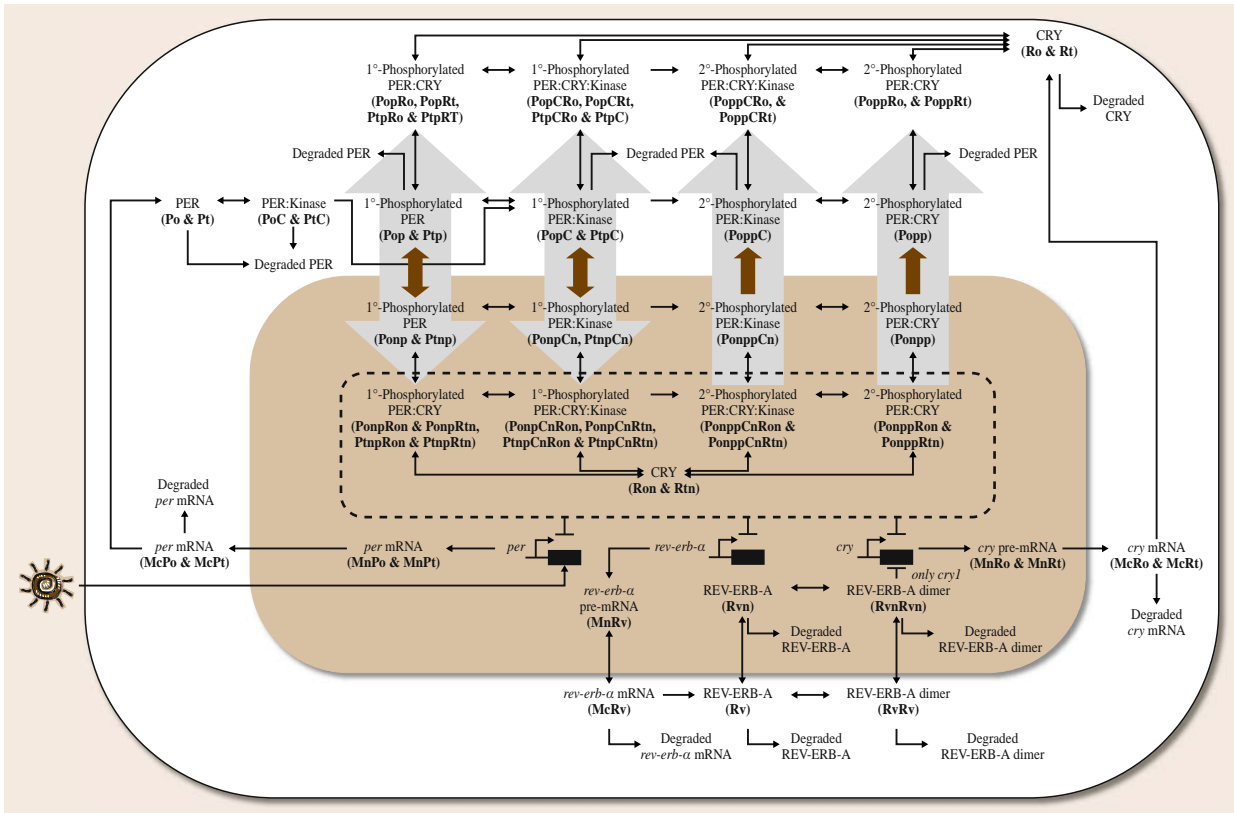 CRY
(Ro & Rt)
1°-Phosphorylated
PER:CRY
(PopRo, PopRt,
PtpRo & PtpRT)
1°-Phosphorylated
PER:CRY:Kinase
(PopCRo, PopCRt,
PtpCRo & PtpC)
2°-Phosphorylated
PER:CRY:Kinase
(PoppCRo, &
PoppCRt)
2°-Phosphorylated
PER:CRY
(PoppRo, & PoppRt)
Degraded
CRY
Degraded PER
Degraded PER
Degraded PER
PER
(Po & Pt)
PER:Kinase
(PoC & PtC)
1°-Phosphorylated
PER
(Pop & Ptp)
1°-Phosphorylated
PER:Kinase
(PopC & PtpC)
2°-Phosphorylated
PER:Kinase
(PoppC)
2°-Phosphorylated
PER:CRY
(Popp)
Degraded PER
1°-Phosphorylated
PER
(Ponp & Ptnp)
1°-Phosphorylated
PER:Kinase
(PonpCn, PtnpCn)
2°-Phosphorylated
PER:Kinase
(PonppCn)
2°-Phosphorylated
PER:CRY
(Ponpp)
1°-Phosphorylated
PER:CRY
(PonpRon & PonpRtn,
PtnpRon & PtnpRtn)
1°-Phosphorylated
PER:CRY:Kinase
(PonpCnRon, PonpCnRtn,
PtnpCnRon & PtnpCnRtn)
2°-Phosphorylated
PER:CRY:Kinase
(PonppCnRon &
PonppCnRtn)
2°-Phosphorylated
PER:CRY
(PonppRon &
PonppRtn)
CRY
(Ron & Rtn)
Degraded
per mRNA
per mRNA
(McPo & McPt)
per mRNA
(MnPo & MnPt)
per
rev-erb-α
cry
cry pre-mRNA
(MnRo & MnRt)
cry mRNA
(McRo & McRt)
only cry1
rev-erb-α
pre-mRNA
(MnRv)
REV-ERB-A
(Rvn)
REV-ERB-A dimer
(RvnRvn)
Degraded
cry mRNA
Degraded
REV-ERB-A
Degraded
REV-ERB-A dimer
rev-erb-α mRNA
(McRv)
REV-ERB-A
(Rv)
REV-ERB-A dimer
(RvRv)
Degraded
rev-erb-α mRNA
Degraded
REV-ERB-A
Degraded
REV-ERB-A dimer